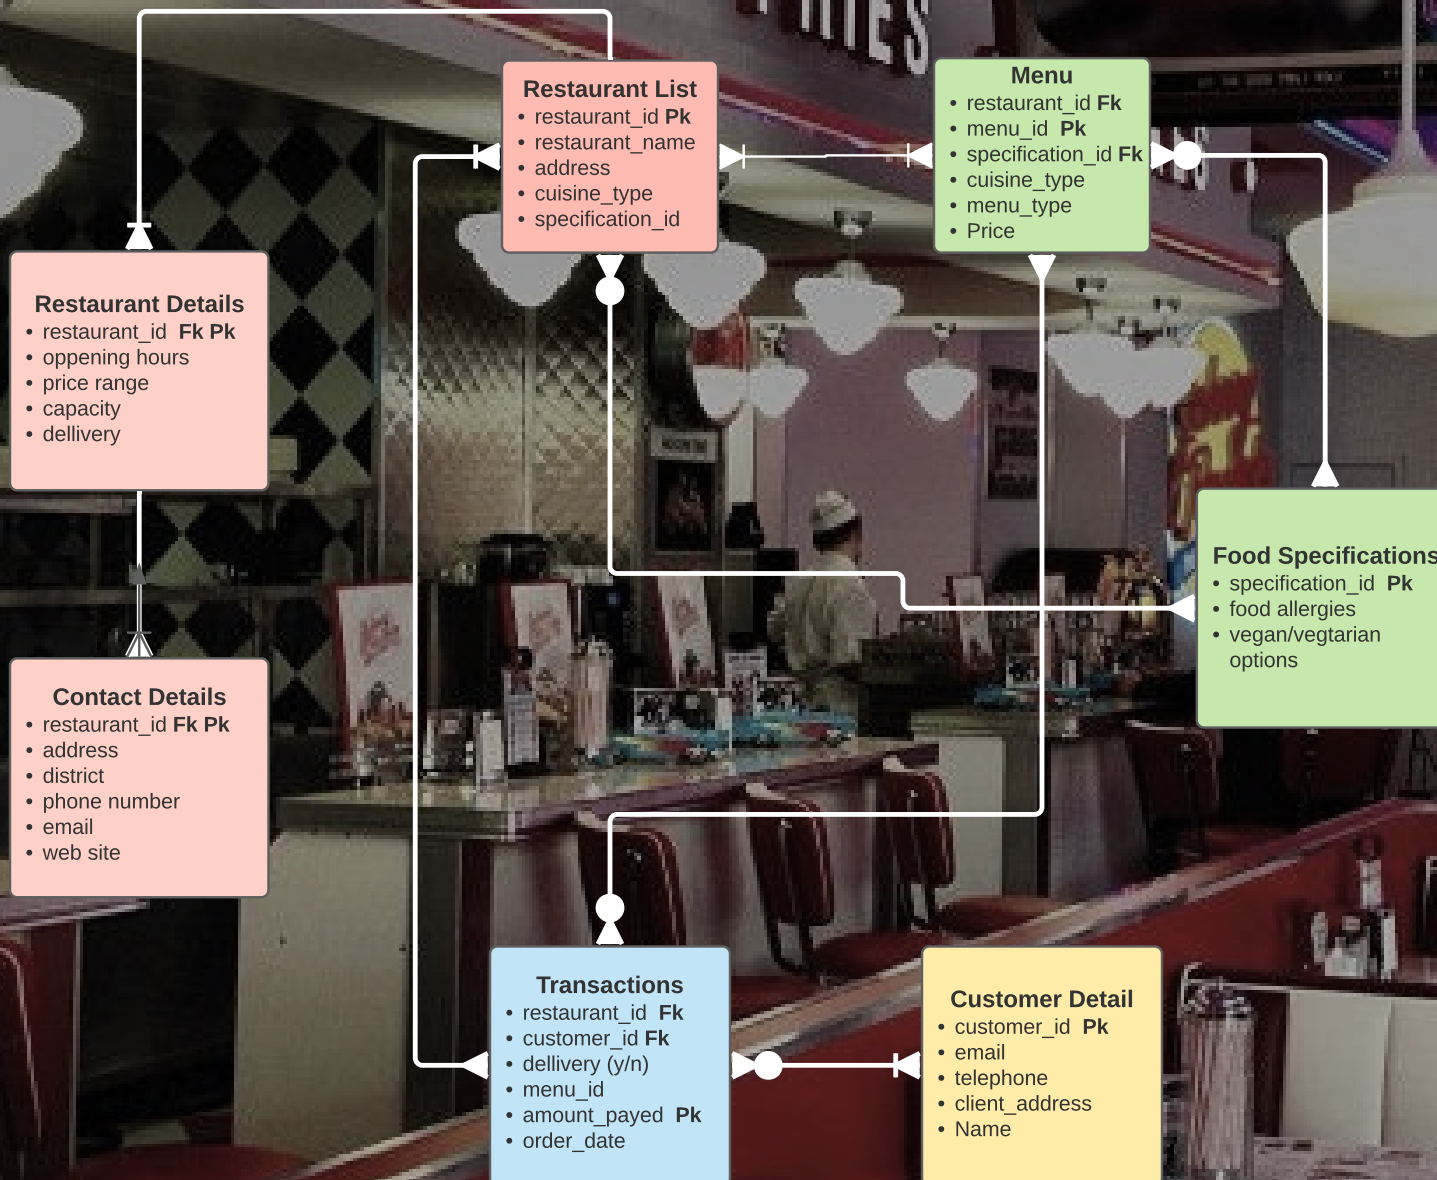 RIES
Restaurant List
• restaurant_id Pk
• restaurant_name
• address
• cuisine_type
• specification_id
Menu
• restaurant_id Fk
• menu_id Pk
• specification_id Fk
• cuisine_type
• menu_type
• Price
Restaurant Details
• restaurant_id Fk Pk
• oppening hours
• price range
• capacity
• dellivery
Food Specifications
• specification_id Pk
• food allergies
• vegan/vegtarian
options
Contact Details
• restaurant_id Fk Pk
• address
• district
• phone number
• email
• web site
Transactions
• restaurant_id Fk
• customer_id Fk
• dellivery (y/n)
• menu_id
• amount_payed Pk
• order_date
Customer Detail
• customer_id Pk
• email
• telephone
• client_address
• Name